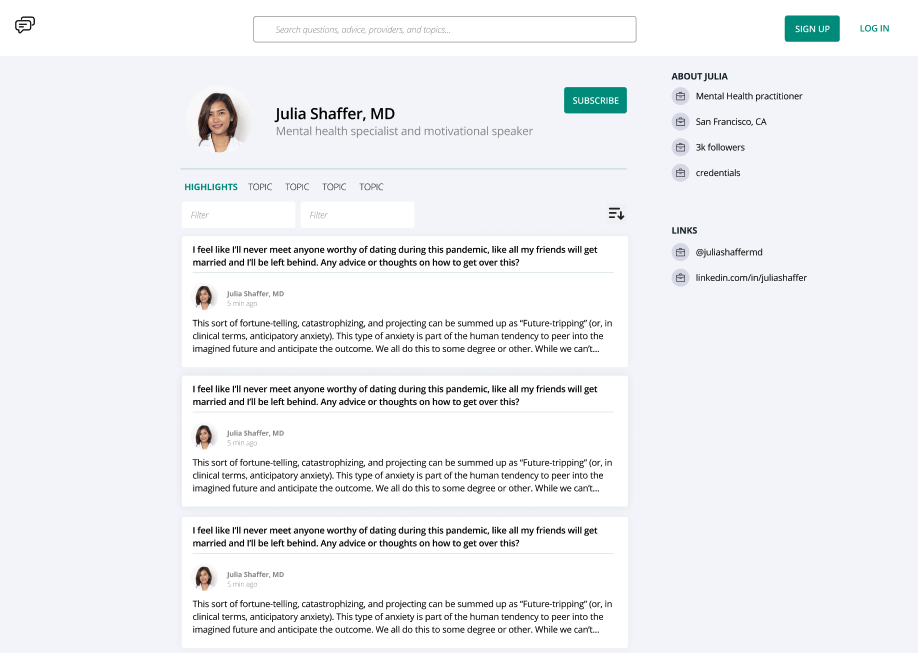 Search questions, advice, providers, and topics...
SIGN UP
LOG IN
Julia Shaffer, MD
Mental health specialist and motivational speaker
SUBSCRIBE
HIGHLIGHTS TOPIC TOPIC TOPIC TOPIC
Filter
Filter
I feel like I'll never meet anyone worthy of dating during this pandemic, like all my friends will get
married and I'll be left behind. Any advice or thoughts on how to get over this?
Julia Shaffer, MD
5 min ago
This sort of fortune-telling, catastrophizing, and projecting can be summed up as “Future-tripping” (or, in
clinical terms, anticipatory anxiety). This type of anxiety is part of the human tendency to peer into the
imagined future and anticipate the outcome. We all do this to some degree or other. While we can't...
I feel like I'll never meet anyone worthy of dating during this pandemic, like all my friends will get
married and I'll be left behind. Any advice or thoughts on how to get over this?
Julia Shaffer, MD
5 min ago
This sort of fortune-telling, catastrophizing, and projecting can be summed up as “Future-tripping” (or, in
clinical terms, anticipatory anxiety). This type of anxiety is part of the human tendency to peer into the
imagined future and anticipate the outcome. We all do this to some degree or other. While we can't...
I feel like I'll never meet anyone worthy of dating during this pandemic, like all my friends will get
married and I'll be left behind. Any advice or thoughts on how to get over this?
Julia Shaffer, MD
5 min ago
This sort of fortune-telling, catastrophizing, and projecting can be summed up as “Future-tripping” (or, in
clinical terms, anticipatory anxiety). This type of anxiety is part of the human tendency to peer into the
imagined future and anticipate the outcome. We all do this to some degree or other. While we can't...
ABOUT JULIA
Mental Health practitioner
San Francisco, CA
3k followers
credentials
LINKS
@juliashaffermd
linkedin.com/in/juliashaffer